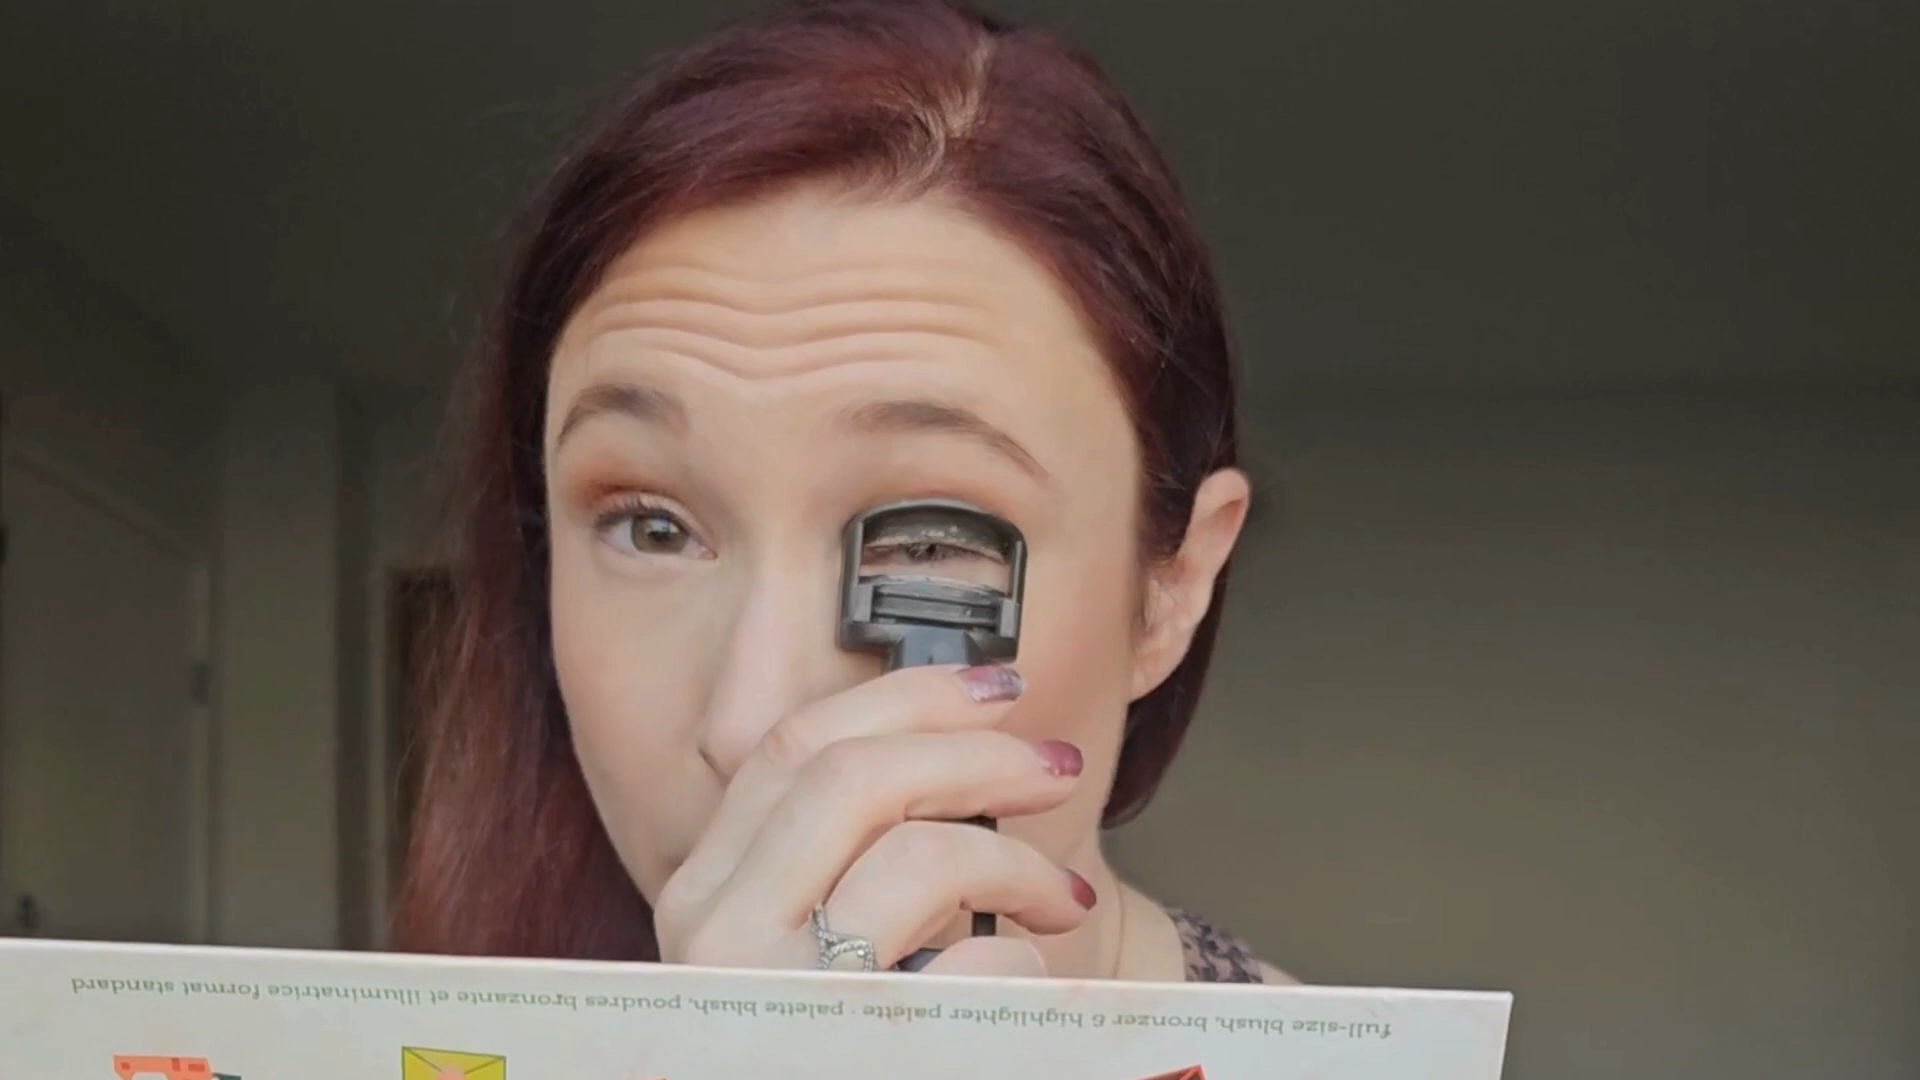 full-size blush, bronzer & highlighter palette · palette blush, poudres bronzante et illuminatrice format standard